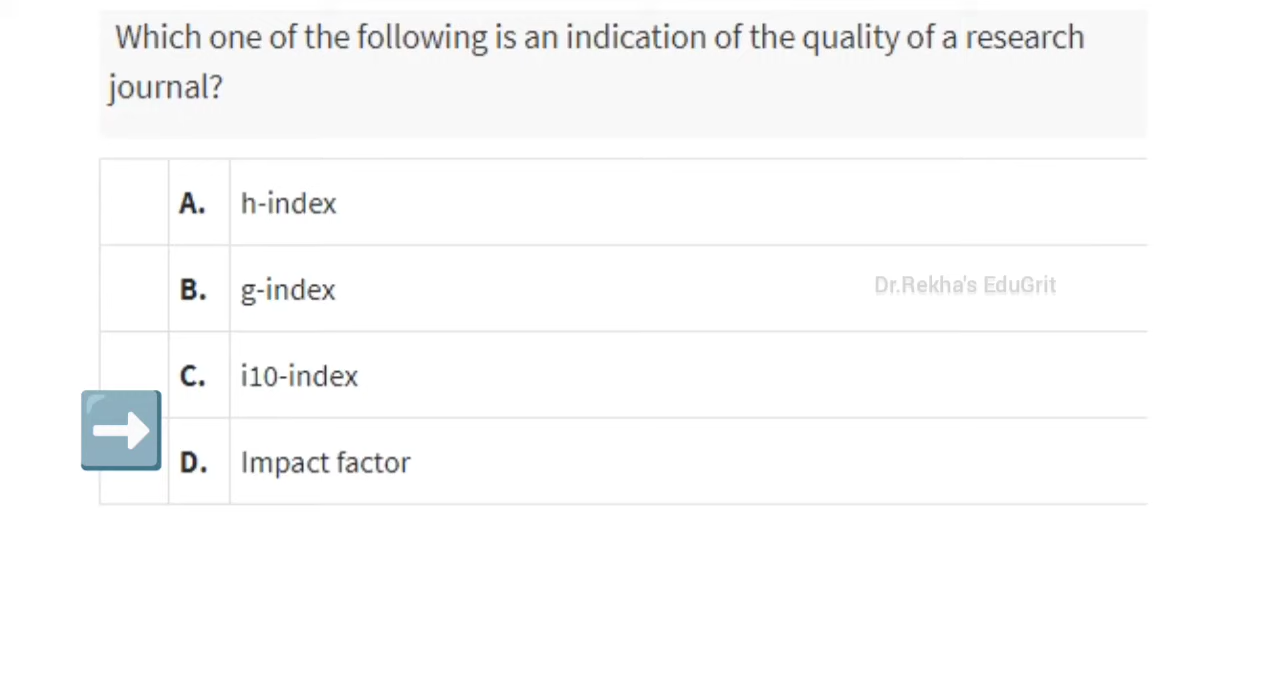 Which one of the following is an indication of the quality of a research
journal?
A. h-index
B. g-index
Dr.Rekha's EduGrit
C. i10-index
D. Impact factor